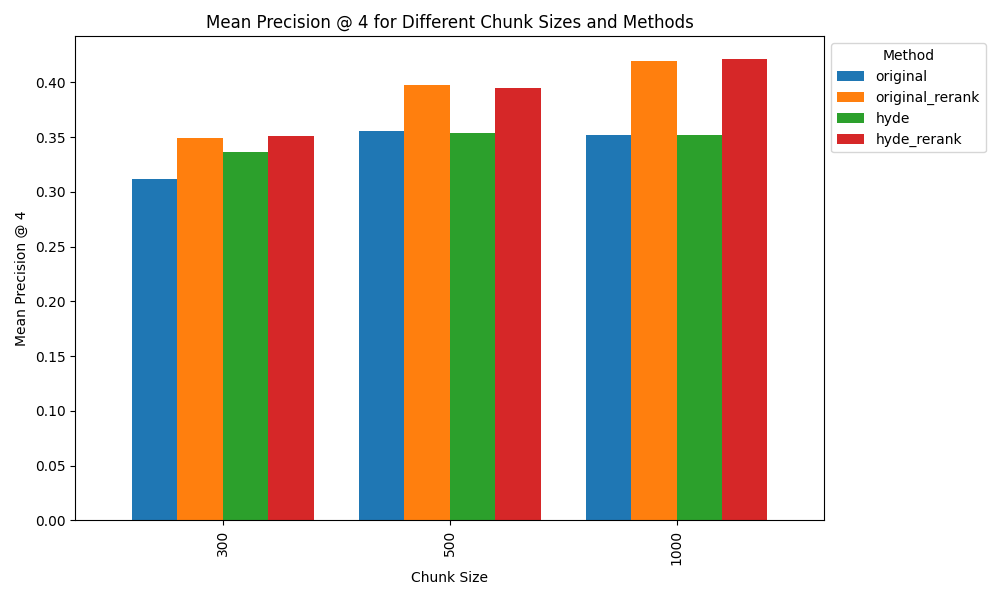 Mean Precision @ 4 for Different Chunk Sizes and Methods
Method
original
original_rerank
hyde
hyde_rerank
Mean Precision @ 4
0.40
0.35
0.30
0.25
0.20
0.15
0.10
0.05
0.00
300
500
1000
Chunk Size